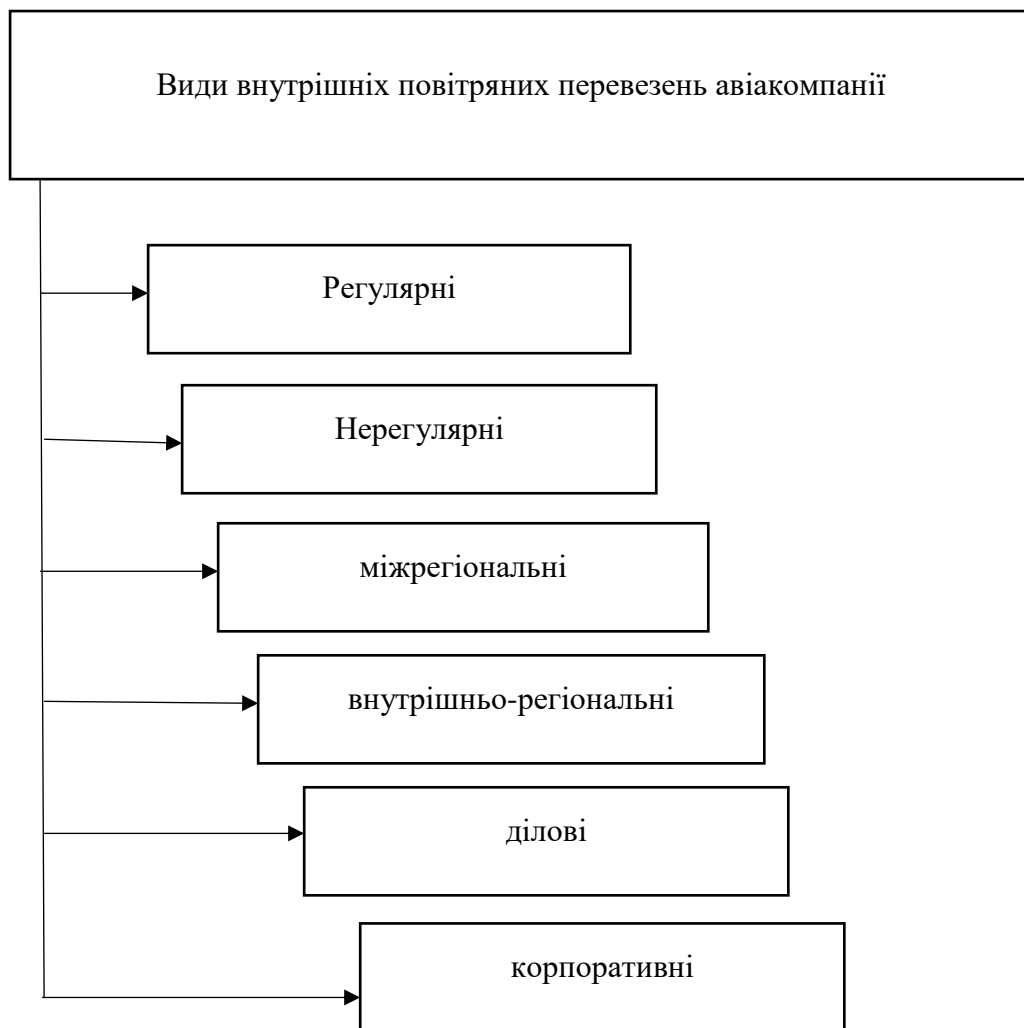 Види внутрішніх повітряних перевезень авіакомпанії
Регулярні
Нерегулярні
міжрегіональні
внутрішньо-регіональні
ділові
корпоративні